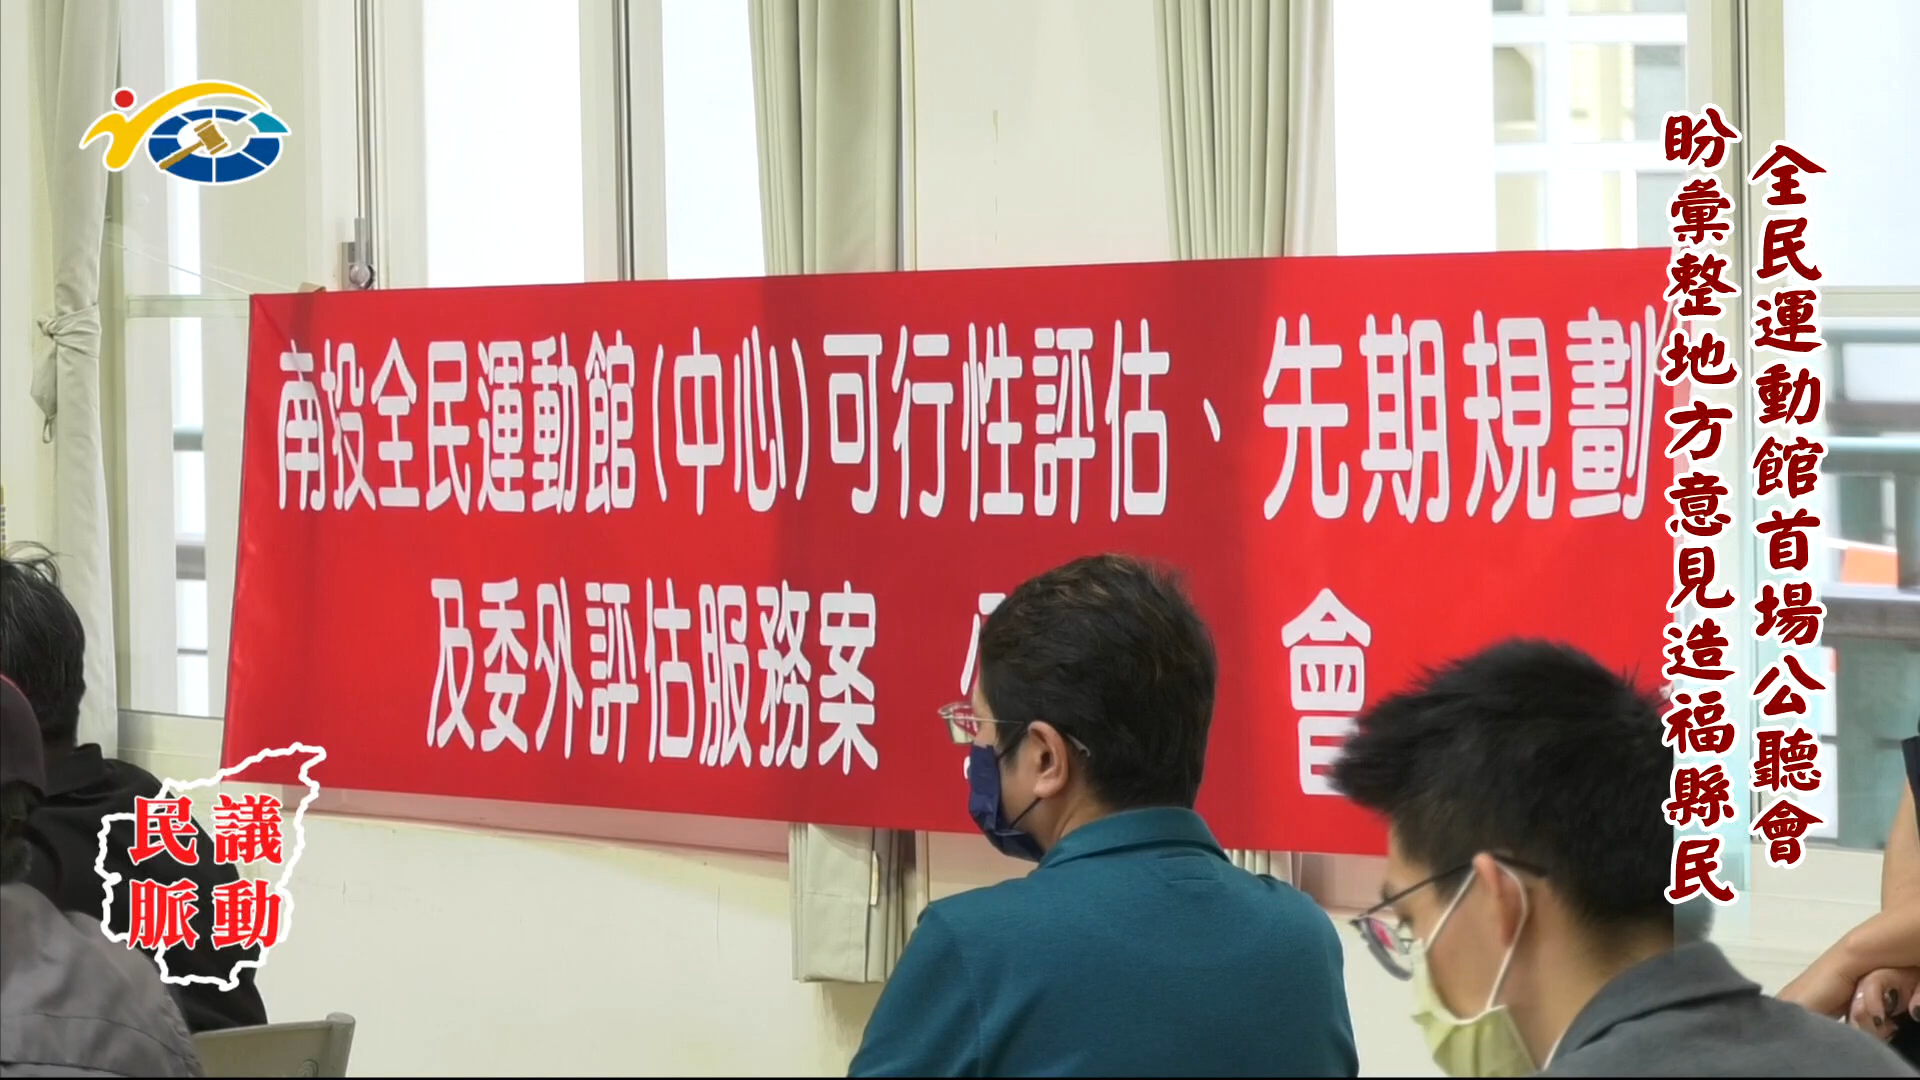 全民運動館首場公聽會
盼彙整地方意見造福縣民
南投全民運動館(中心)可行性評估、先期規劃
及委外評估服務案 會
民議
脈動